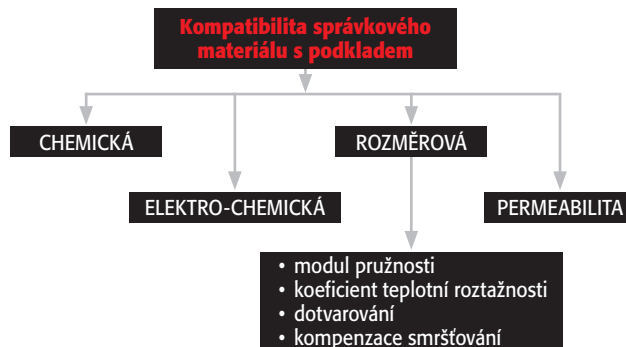 Kompatibilita správkového
materiálu s podkladem
CHEMICKÁ
ROZMĚROVÁ
ELEKTRO-CHEMICKÁ
PERMEABILITA
• modul pružnosti
• koeficient teplotní roztažnosti
• dotvarování
• kompenzace smršťování